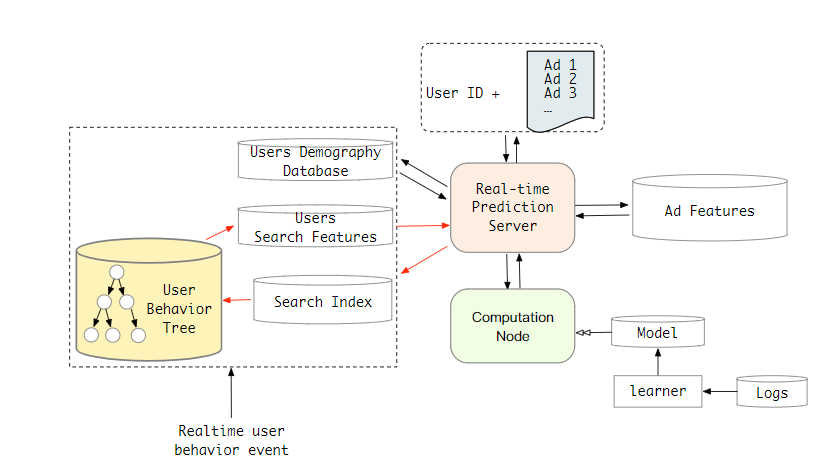 Ad 1
Ad 2
User ID + Ad 3
…
Users Demography
Database
Real-time
Prediction
Server
Ad Features
Users
Search Features
User
Behavior
Tree
Search Index
Computation
Node
Model
learner
Logs
Realtime user
behavior event